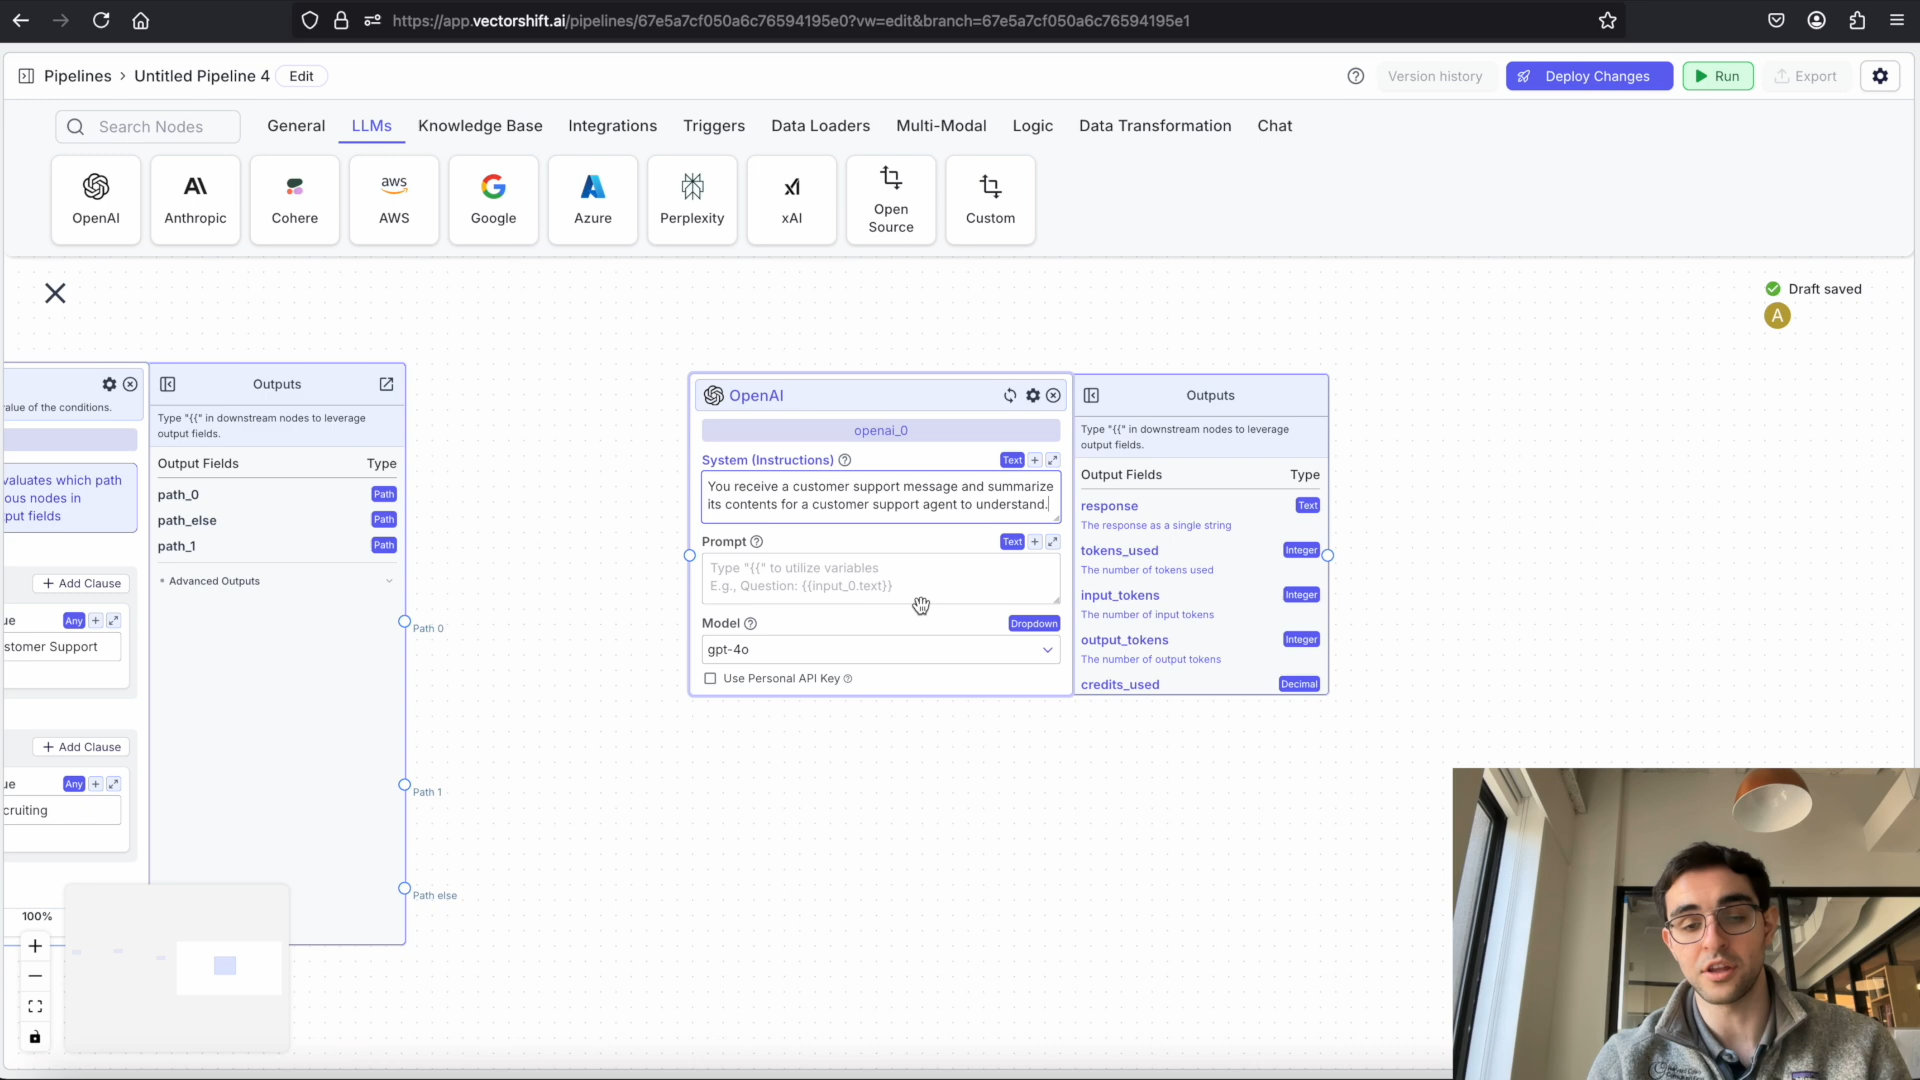 https://app.vectorshift.ai/pipelines/67e5a7cf050a6c76594195e0?vw=edit&branch=67e5a7cf050a6c76594195e1
Pipelines > Untitled Pipeline 4 Edit
Version history
Deploy Changes
Run
Export
Search Nodes
General
LLMs
Knowledge Base
Integrations
Triggers
Data Loaders
Multi-Modal
Logic
Data Transformation
Chat
OpenAI
Anthropic
Cohere
aws
AWS
Google
Azure
Perplexity
xAI
Open
Source
Custom
Draft saved
A
alue of the conditions.
valuates which path
ous nodes in
put fields
Add Clause
ue
Any
stomer Support
Add Clause
ue
Any
cruiting
Outputs
Type "{{" in downstream nodes to leverage
output fields.
Output Fields Type
path_0 Path
path_else Path
path_1 Path
Advanced Outputs
Path 0
Path 1
Path else
OpenAI
openai_0
System (Instructions) Text
You receive a customer support message and summarize
its contents for a customer support agent to understand.
Prompt Text
Type "{{" to utilize variables
E.g., Question: {{input_0.text}}
Model Dropdown
gpt-4o
Use Personal API Key
Outputs
Type "{{" in downstream nodes to leverage
output fields.
Output Fields Type
response Text
The response as a single string
tokens_used Integer
The number of tokens used
input_tokens Integer
The number of input tokens
output_tokens Integer
The number of output tokens
credits_used Decimal
100%